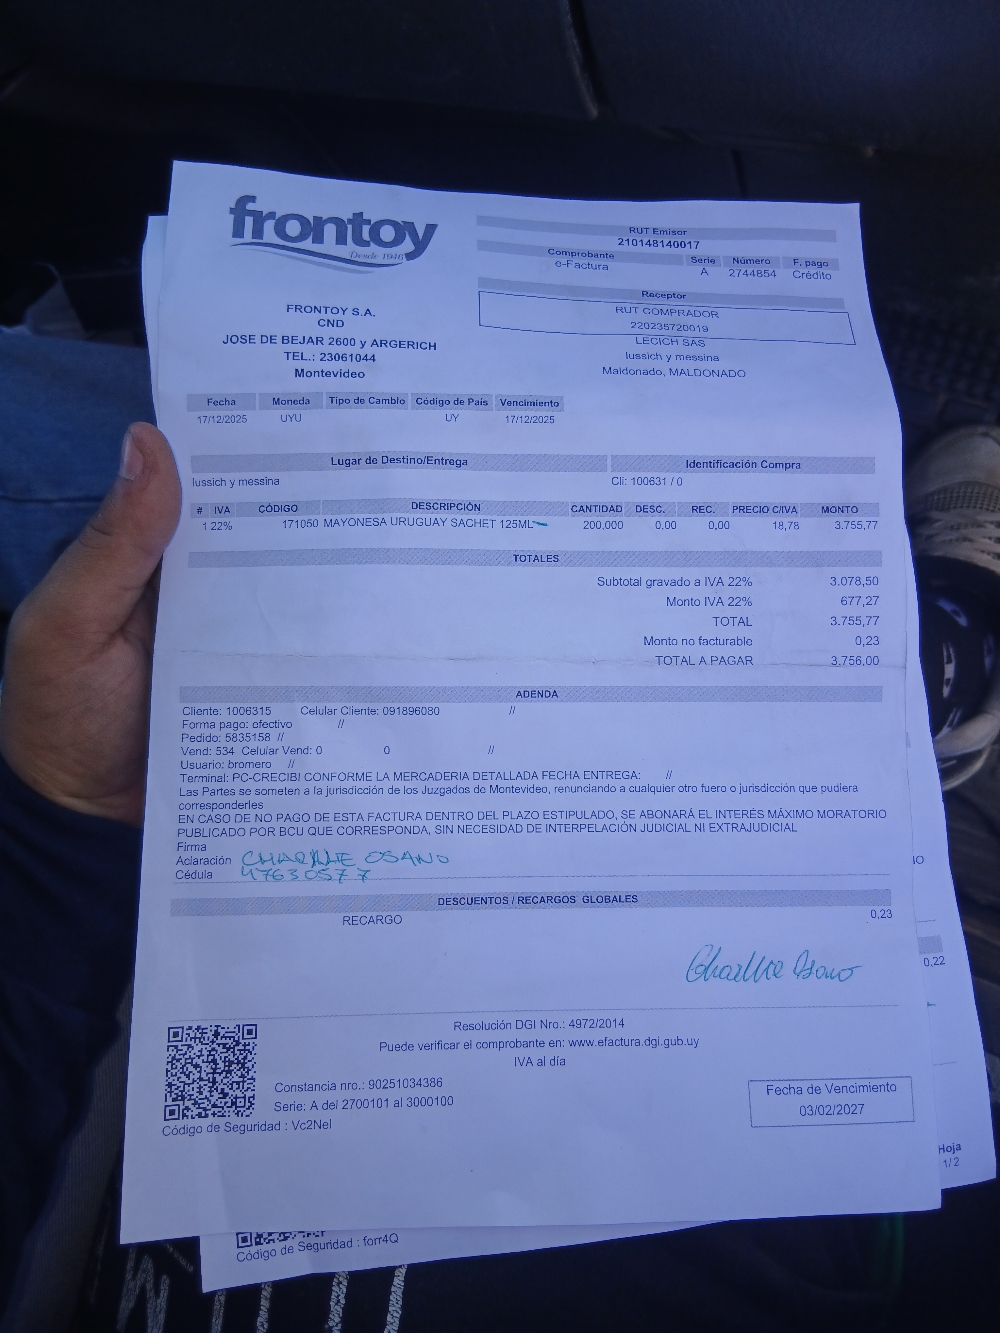 frontoy
Desde 1946
RUT Emisor
210148140017
Comprobante Serie Número F. pago
e-Factura A 2744854 Crédito
Receptor
RUT COMPRADOR
220235720019
LECICH SAS
Iussich y messina
Maldonado, MALDONADO
FRONTOY S.A.
CND
JOSE DE BEJAR 2600 y ARGERICH
TEL.: 23061044
Montevideo
Fecha Moneda Tipo de Cambio Código de País Vencimiento
17/12/2025 UYU UY 17/12/2025
Lugar de Destino/Entrega Identificación Compra
Iussich y messina Cli: 100631 / 0
# IVA CÓDIGO DESCRIPCIÓN CANTIDAD DESC. REC. PRECIO C/IVA MONTO
1 22% 171050 MAYONESA URUGUAY SACHET 125ML 200,000 0,00 0,00 18,78 3.755,77
TOTALES
Subtotal gravado a IVA 22% 3.078,50
Monto IVA 22% 677,27
TOTAL 3.755,77
Monto no facturable 0,23
TOTAL A PAGAR 3.756,00
ADENDA
Cliente: 1006315 Celular Cliente: 091896080 //
Forma pago: efectivo //
Pedido: 5835158 //
Vend: 534 Celular Vend: 0 0 //
Usuario: bromero //
Terminal: PC-CRECIBI CONFORME LA MERCADERIA DETALLADA FECHA ENTREGA: //
Las Partes se someten a la jurisdicción de los Juzgados de Montevideo, renunciando a cualquier otro fuero o jurisdicción que pudiera
corresponderles
EN CASO DE NO PAGO DE ESTA FACTURA DENTRO DEL PLAZO ESTIPULADO, SE ABONARÁ EL INTERÉS MÁXIMO MORATORIO
PUBLICADO POR BCU QUE CORRESPONDA, SIN NECESIDAD DE INTERPELACIÓN JUDICIAL NI EXTRAJUDICIAL
Firma
Aclaración OSANO
Cédula 47630577
DESCUENTOS / RECARGOS GLOBALES
RECARGO 0,23
0,22
Resolución DGI Nro.: 4972/2014
Puede verificar el comprobante en: www.efactura.dgi.gub.uy
IVA al día
Constancia nro.: 90251034386
Serie: A del 2700101 al 3000100
Código de Seguridad : Vc2NeI
Fecha de Vencimiento
03/02/2027
Hoja
1/2
Código de Seguridad : forr4Q